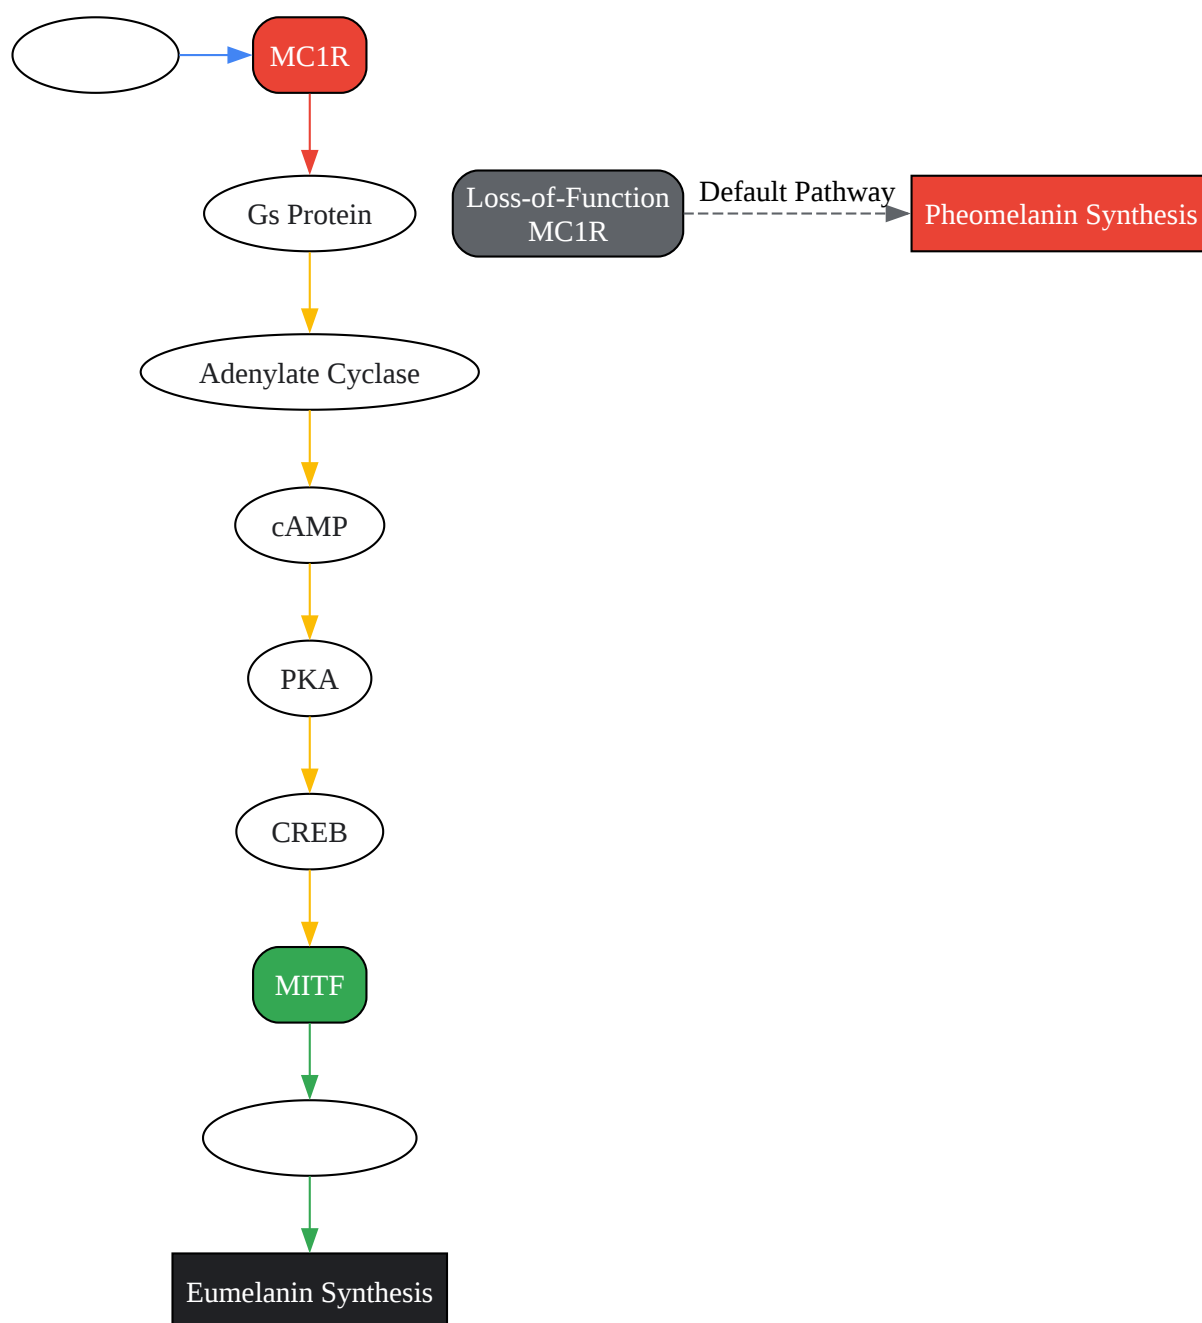 MC1R
Gs Protein
Loss-of-Function
MC1R
Default Pathway
Pheomelanin Synthesis
Adenylate Cyclase
cAMP
PKA
CREB
MITF
Eumelanin Synthesis